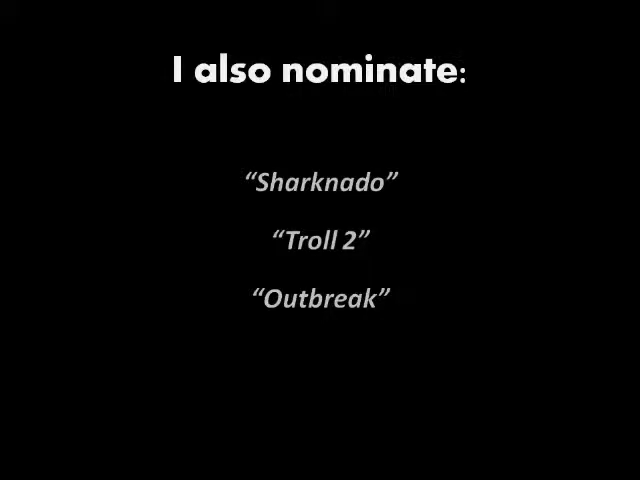 I also nominate:
“Sharknado”
“Troll 2”
“Outbreak”